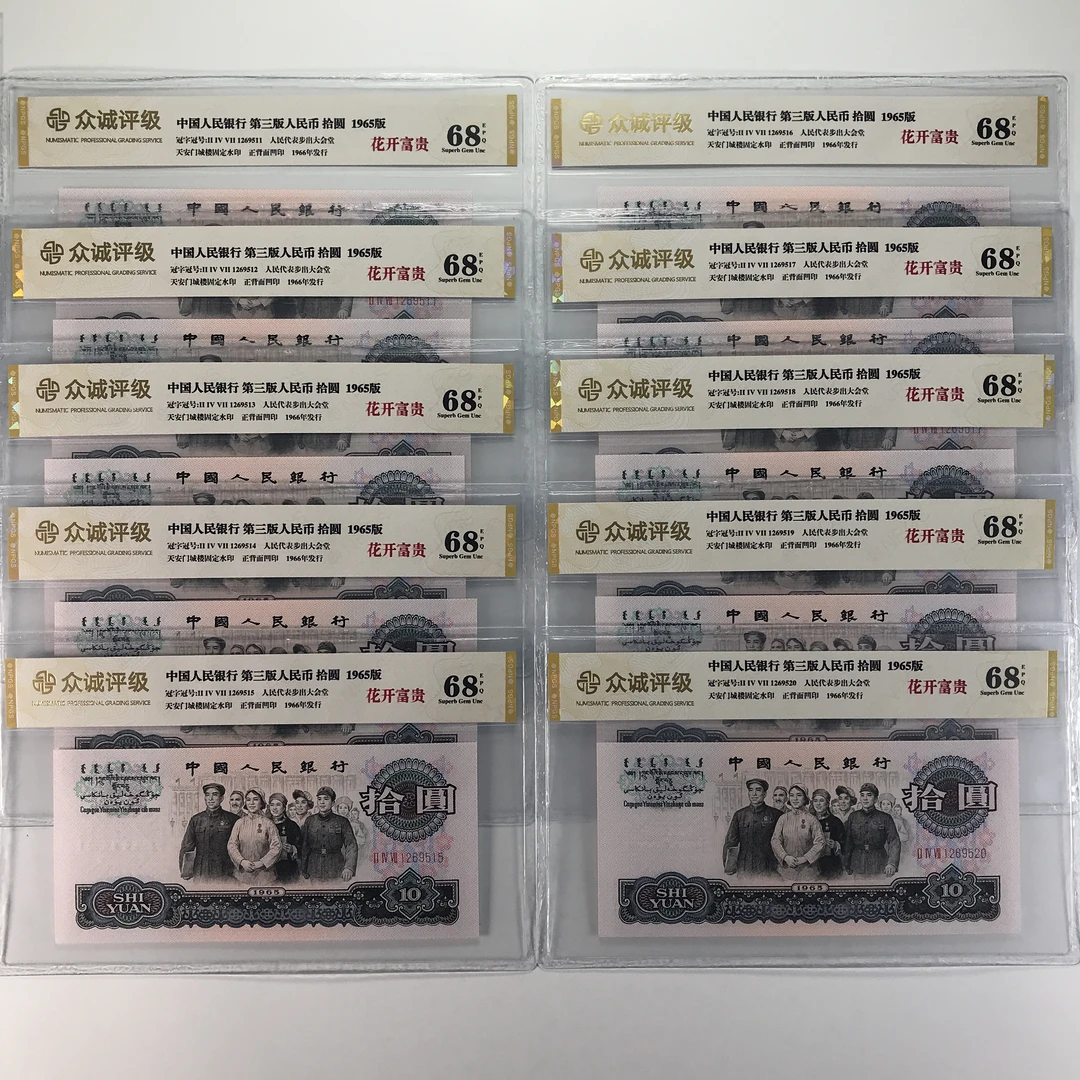 众诚评级
NUMISMATIC PROFESSIONAL GRADING SERVICE
中国人民银行 第三版人民币 拾圆 1965版
冠字冠号:II IV VII 1269511 人民代表步出大会堂
天安门城楼固定水印 正背面凹印 1966年发行
花开富贵
68 EPQ
Superb Gem Unc
中國人民銀行
众诚评级
NUMISMATIC PROFESSIONAL GRADING SERVICE
中国人民银行 第三版人民币 拾圆 1965版
冠字冠号:II IV VII 1269512 人民代表步出大会堂
天安门城楼固定水印 正背面凹印 1966年发行
花开富贵
68 EPQ
Superb Gem Unc
中國人民銀行
众诚评级
NUMISMATIC PROFESSIONAL GRADING SERVICE
中国人民银行 第三版人民币 拾圆 1965版
冠字冠号:II IV VII 1269513 人民代表步出大会堂
天安门城楼固定水印 正背面凹印 1966年发行
花开富贵
68 EPQ
Superb Gem Unc
中國人民銀行
众诚评级
NUMISMATIC PROFESSIONAL GRADING SERVICE
中国人民银行 第三版人民币 拾圆 1965版
冠字冠号:II IV VII 1269514 人民代表步出大会堂
天安门城楼固定水印 正背面凹印 1966年发行
花开富贵
68 EPQ
Superb Gem Unc
中國人民銀行
众诚评级
NUMISMATIC PROFESSIONAL GRADING SERVICE
中国人民银行 第三版人民币 拾圆 1965版
冠字冠号:II IV VII 1269515 人民代表步出大会堂
天安门城楼固定水印 正背面凹印 1966年发行
花开富贵
68 EPQ
Superb Gem Unc
中國人民銀行
拾圓
II IV VII 1269515
1965
SHI
YUAN
10
众诚评级
NUMISMATIC PROFESSIONAL GRADING SERVICE
中国人民银行 第三版人民币 拾圆 1965版
冠字冠号:II IV VII 1269516 人民代表步出大会堂
天安门城楼固定水印 正背面凹印 1966年发行
花开富贵
68 EPQ
Superb Gem Unc
中國人民銀行
众诚评级
NUMISMATIC PROFESSIONAL GRADING SERVICE
中国人民银行 第三版人民币 拾圆 1965版
冠字冠号:II IV VII 1269517 人民代表步出大会堂
天安门城楼固定水印 正背面凹印 1966年发行
花开富贵
68 EPQ
Superb Gem Unc
中國人民銀行
众诚评级
NUMISMATIC PROFESSIONAL GRADING SERVICE
中国人民银行 第三版人民币 拾圆 1965版
冠字冠号:II IV VII 1269518 人民代表步出大会堂
天安门城楼固定水印 正背面凹印 1966年发行
花开富贵
68 EPQ
Superb Gem Unc
中國人民銀行
众诚评级
NUMISMATIC PROFESSIONAL GRADING SERVICE
中国人民银行 第三版人民币 拾圆 1965版
冠字冠号:II IV VII 1269519 人民代表步出大会堂
天安门城楼固定水印 正背面凹印 1966年发行
花开富贵
68 EPQ
Superb Gem Unc
中國人民銀行
众诚评级
NUMISMATIC PROFESSIONAL GRADING SERVICE
中国人民银行 第三版人民币 拾圆 1965版
冠字冠号:II IV VII 1269520 人民代表步出大会堂
天安门城楼固定水印 正背面凹印 1966年发行
花开富贵
68 EPQ
Superb Gem Unc
中國人民銀行
拾圓
II IV VII 1269520
1965
SHI
YUAN
10